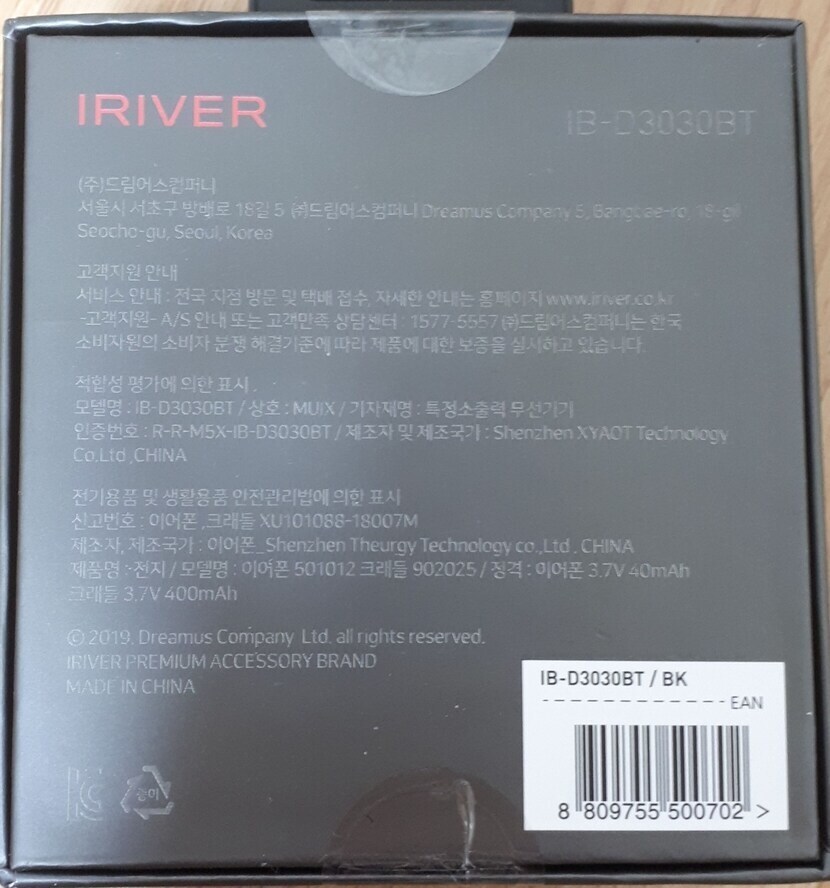 IRIVER
IB-D3030BT
(주)드림어스컴퍼니
서울시 서초구 방배로 18길 5 ㈜드림어스컴퍼니 Dreamus Company 5, Bangbae-ro, 18-gil
Seocho-gu, Seoul, Korea
고객지원 안내
서비스 안내 : 전국 지점 방문 및 택배 접수, 자세한 안내는 홈페이지 www.iriver.co.kr
-고객지원- A/S 안내 또는 고객만족 상담센터 : 1577-5557 ㈜드림어스컴퍼니는 한국
소비자원의 소비자 분쟁 해결기준에 따라 제품에 대한 보증을 실시하고 있습니다.
적합성 평가에 의한 표시.
모델명 : IB-D3030BT / 상호 : MUIX / 기자재명 : 특정소출력 무선기기
인증번호 : R-R-M5X-IB-D3030BT / 제조자 및 제조국가 : Shenzhen XYAOT Technology
Co.Ltd ,CHINA
전기용품 및 생활용품 안전관리법에 의한 표시
신고번호 : 이어폰 ,크래들 XU101088-18007M
제조자, 제조국가 : 이어폰_Shenzhen Theurgy Technology co.,Ltd , CHINA
제품명 : 전지 / 모델명 : 이어폰 501012 크래들 902025 / 정격 : 이어폰 3.7V 40mAh
크래들 3.7V 400mAh
© 2019. Dreamus Company Ltd. all rights reserved.
IRIVER PREMIUM ACCESSORY BRAND
MADE IN CHINA
종이
IB-D3030BT / BK
------------- EAN
8 809755 500702 >